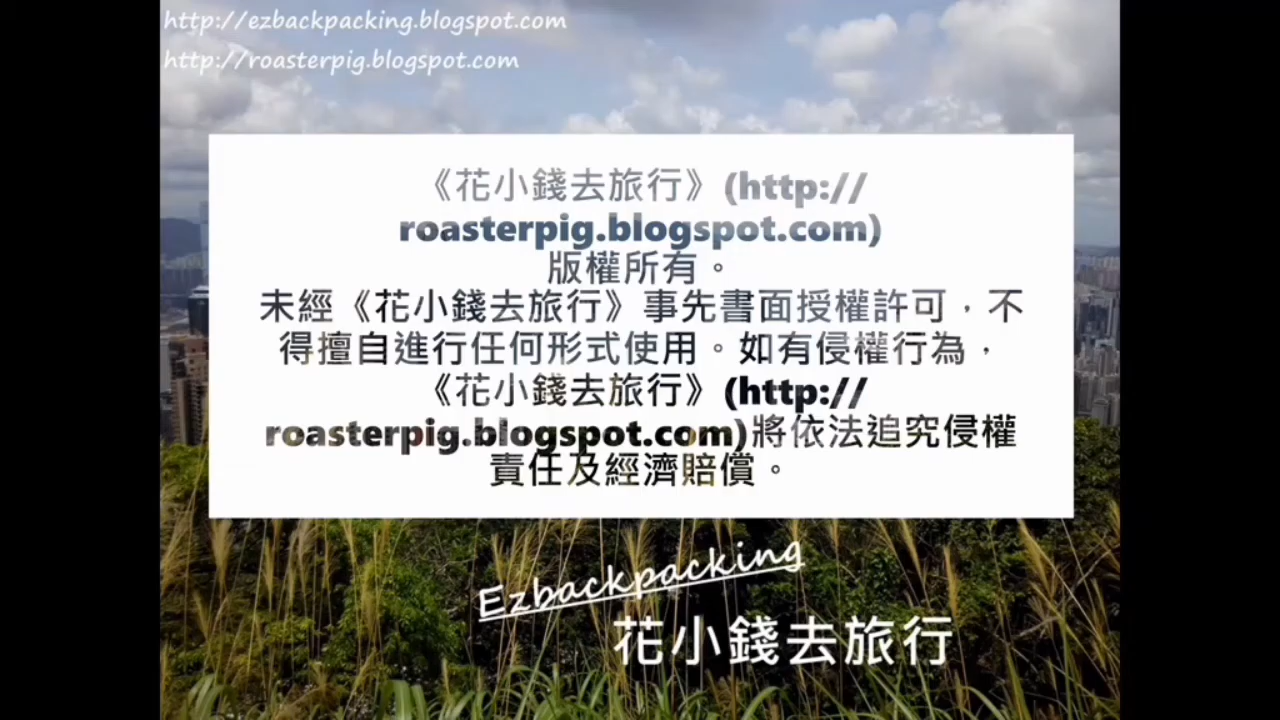 http://ezbackpacking.blogspot.com
http://roasterpig.blogspot.com
《花小錢去旅行》(http://
roasterpig.blogspot.com)
版權所有。
未經《花小錢去旅行》事先書面授權許可，不
得擅自進行任何形式使用。如有侵權行為，
《花小錢去旅行》(http://
roasterpig.blogspot.com)將依法追究侵權
責任及經濟賠償。
Ezbackpacking
花小錢去旅行